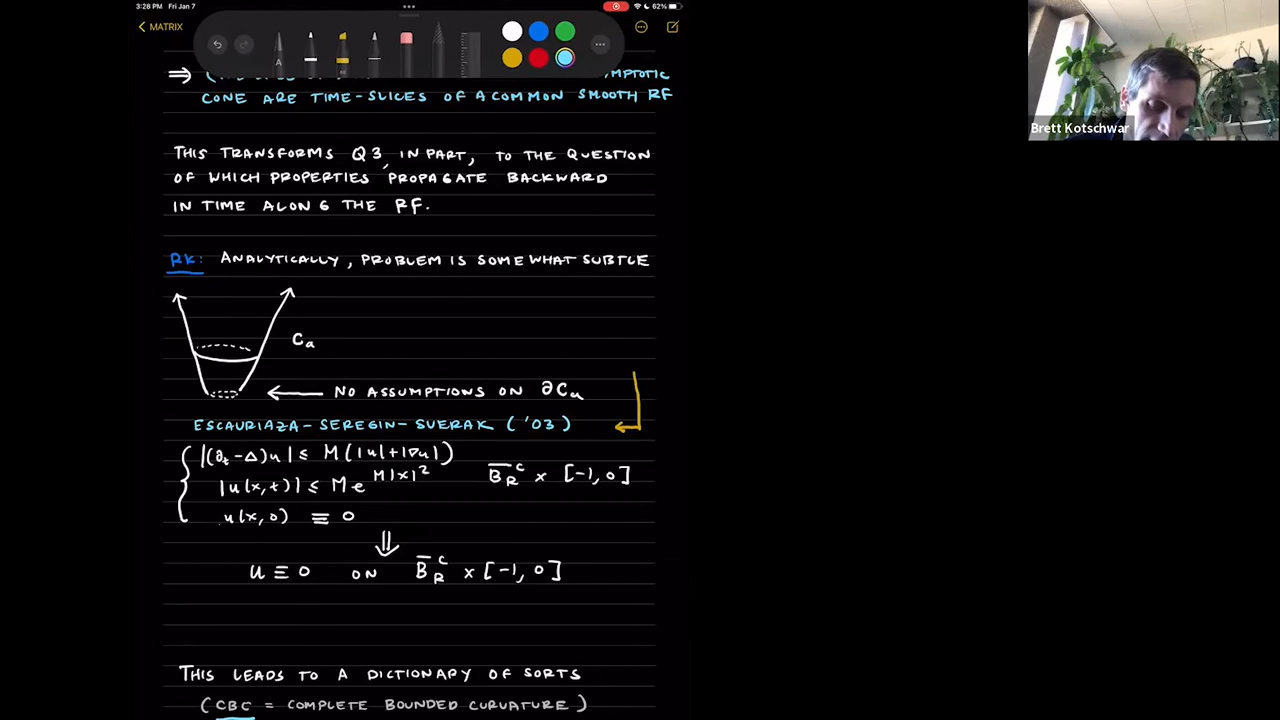 3:28 PM Fri Jan 7
62%
MATRIX
CONE ARE TIME-SLICES OF A COMMON SMOOTH RF
THIS TRANSFORMS Q3, IN PART, TO THE QUESTION
OF WHICH PROPERTIES PROPAGATE BACKWARD
IN TIME ALONG THE RF.
RK: ANALYTICALLY, PROBLEM IS SOMEWHAT SUBTLE
Ca
← NO ASSUMPTIONS ON ∂Ca
ESCAURIAZA-SEREGIN-SVERAK ('03)
|(∂t-Δ)u| ≤ M(|u|+|∇u|)
|u(x,t)| ≤ Me^{M|x|^2} B̅_R^c × [-1, 0]
u(x,0) ≡ 0
⇓
u ≡ 0 ON B̅_R^c × [-1, 0]
THIS LEADS TO A DICTIONARY OF SORTS
(CBC = COMPLETE BOUNDED CURVATURE)
Brett Kotschwar